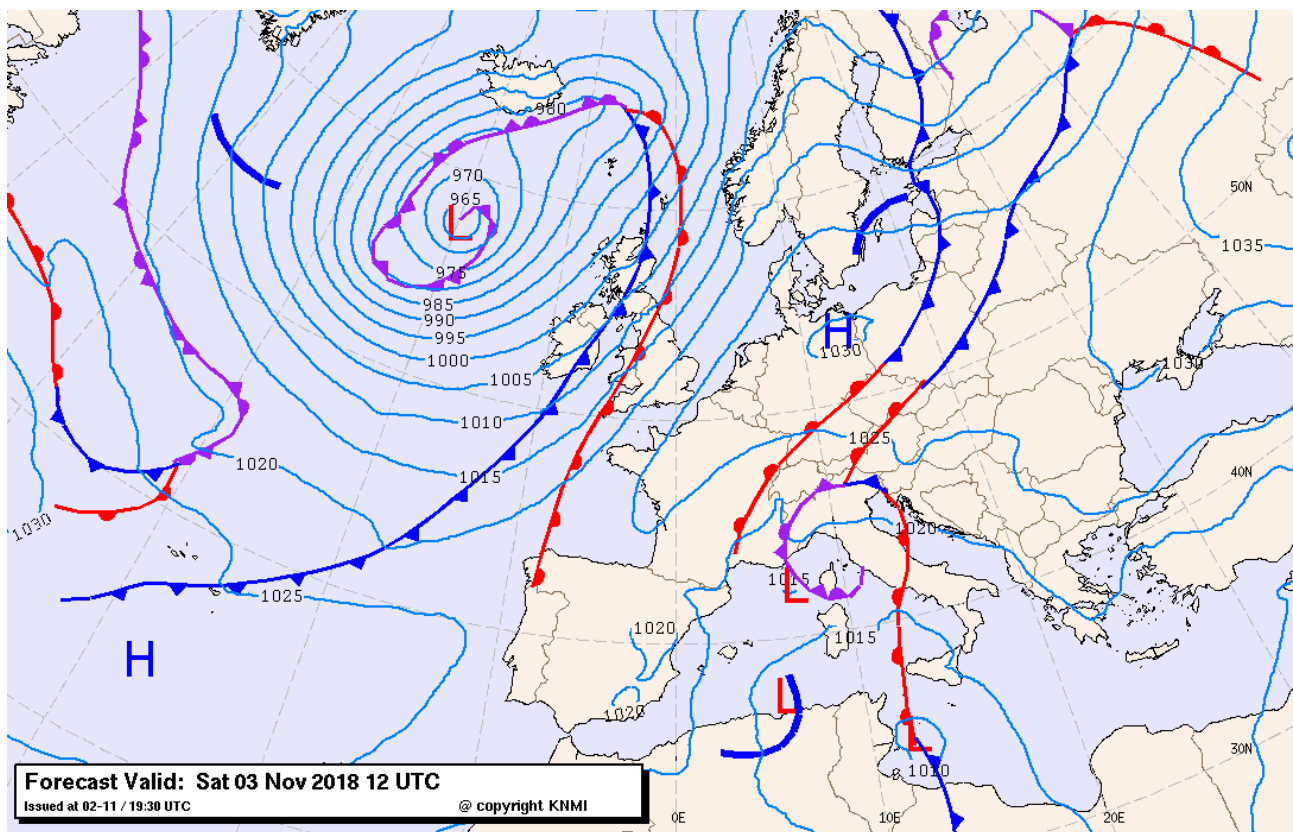 980
970
965
L
975
985
990
995
1000
1005
1010
1015
1020
1030
1025
H
50N
1035
H
1030
1030
1025
40N
1020
1015
L
1020
1015
1020
L
L
1010
30N
0E
10E
20E
Forecast Valid: Sat 03 Nov 2018 12 UTC
Issued at 02-11 / 19:30 UTC
@ copyright KNMI